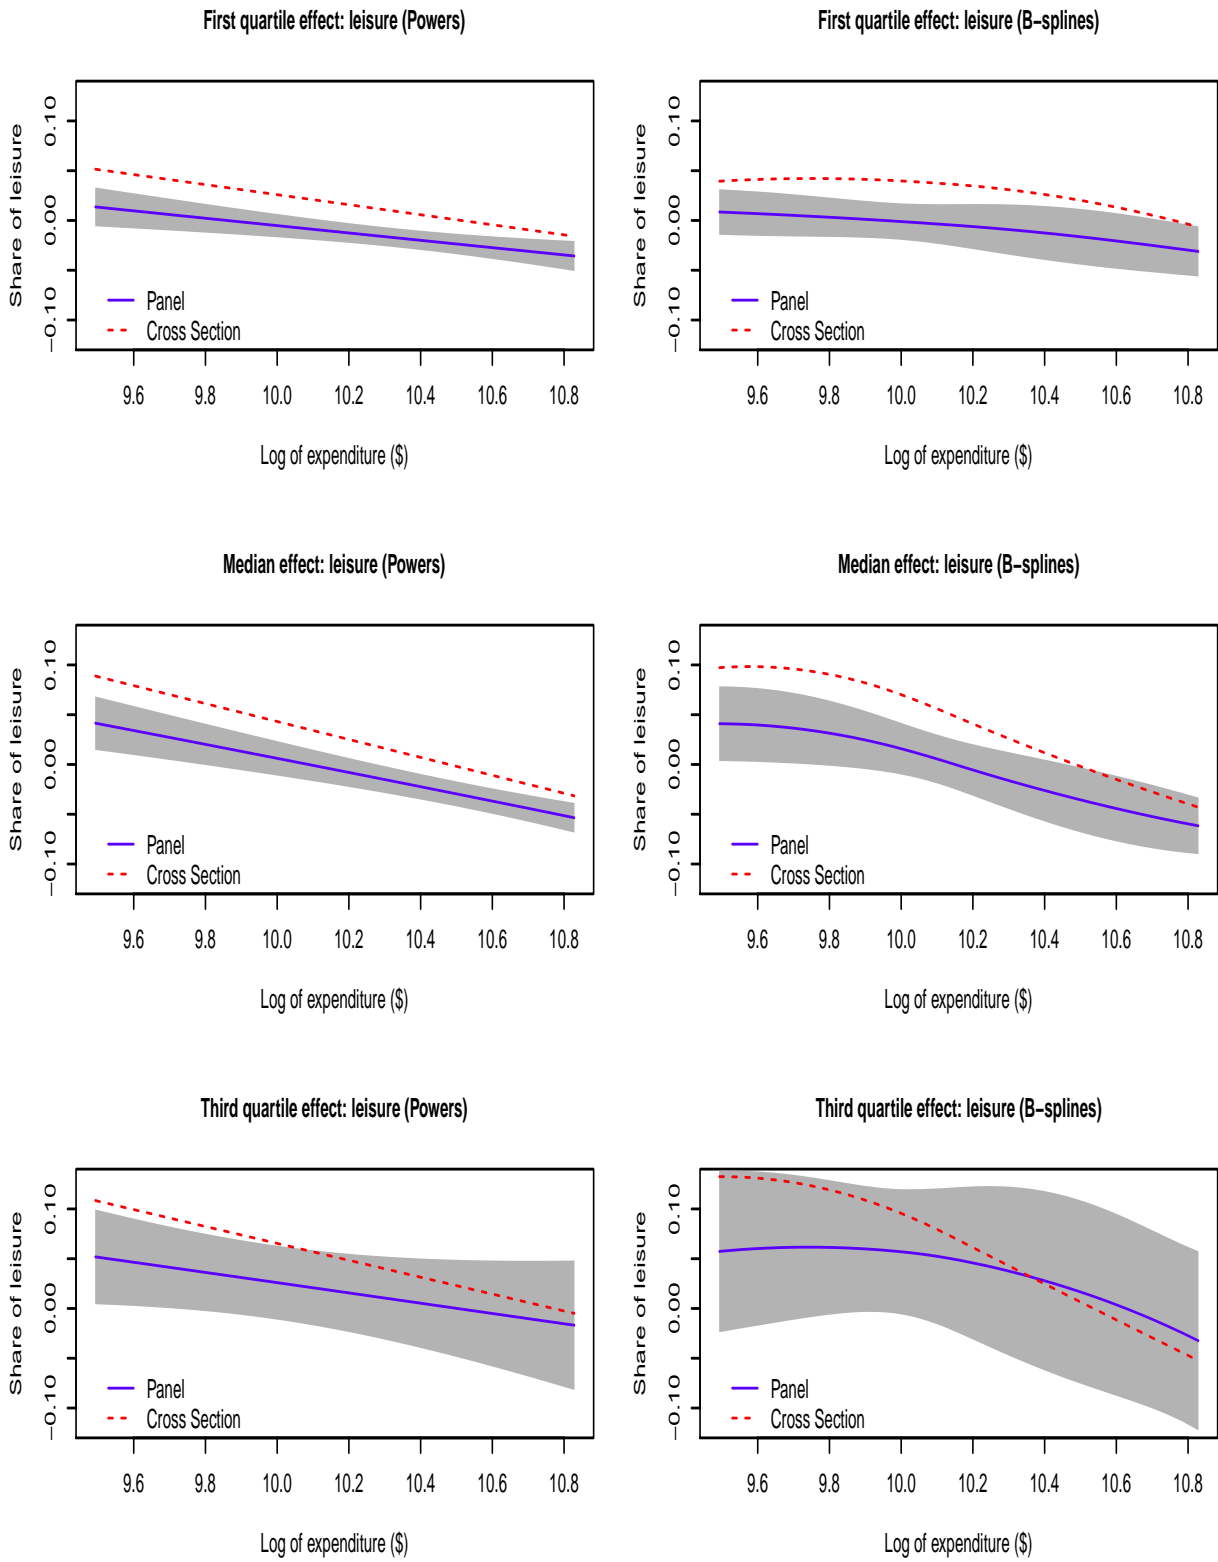 First quartile effect: leisure (Powers)
Share of leisure
0.10
0.00
−0.10
Panel
Cross Section
9.6 9.8 10.0 10.2 10.4 10.6 10.8
Log of expenditure ($)
First quartile effect: leisure (B−splines)
Share of leisure
0.10
0.00
−0.10
Panel
Cross Section
9.6 9.8 10.0 10.2 10.4 10.6 10.8
Log of expenditure ($)
Median effect: leisure (Powers)
Share of leisure
0.10
0.00
−0.10
Panel
Cross Section
9.6 9.8 10.0 10.2 10.4 10.6 10.8
Log of expenditure ($)
Median effect: leisure (B−splines)
Share of leisure
0.10
0.00
−0.10
Panel
Cross Section
9.6 9.8 10.0 10.2 10.4 10.6 10.8
Log of expenditure ($)
Third quartile effect: leisure (Powers)
Share of leisure
0.10
0.00
−0.10
Panel
Cross Section
9.6 9.8 10.0 10.2 10.4 10.6 10.8
Log of expenditure ($)
Third quartile effect: leisure (B−splines)
Share of leisure
0.10
0.00
−0.10
Panel
Cross Section
9.6 9.8 10.0 10.2 10.4 10.6 10.8
Log of expenditure ($)